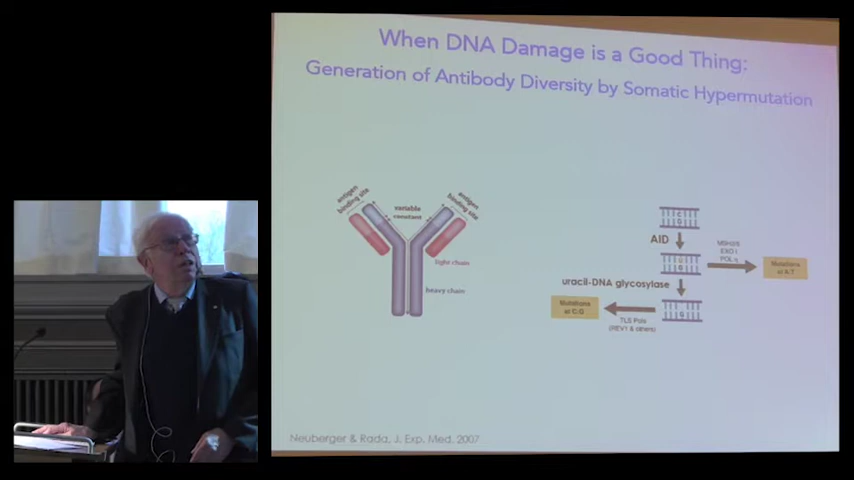 When DNA Damage is a Good Thing:
Generation of Antibody Diversity by Somatic Hypermutation
antigen
binding site
variable
constant
antigen
binding site
light chain
heavy chain
AID
MSH2/6
EXO I
POL η
Mutations
at A-T
uracil-DNA glycosylase
Mutations
at C-G
TLS Pols
(REV1 & others)
Neuberger & Rada, J. Exp. Med. 2007